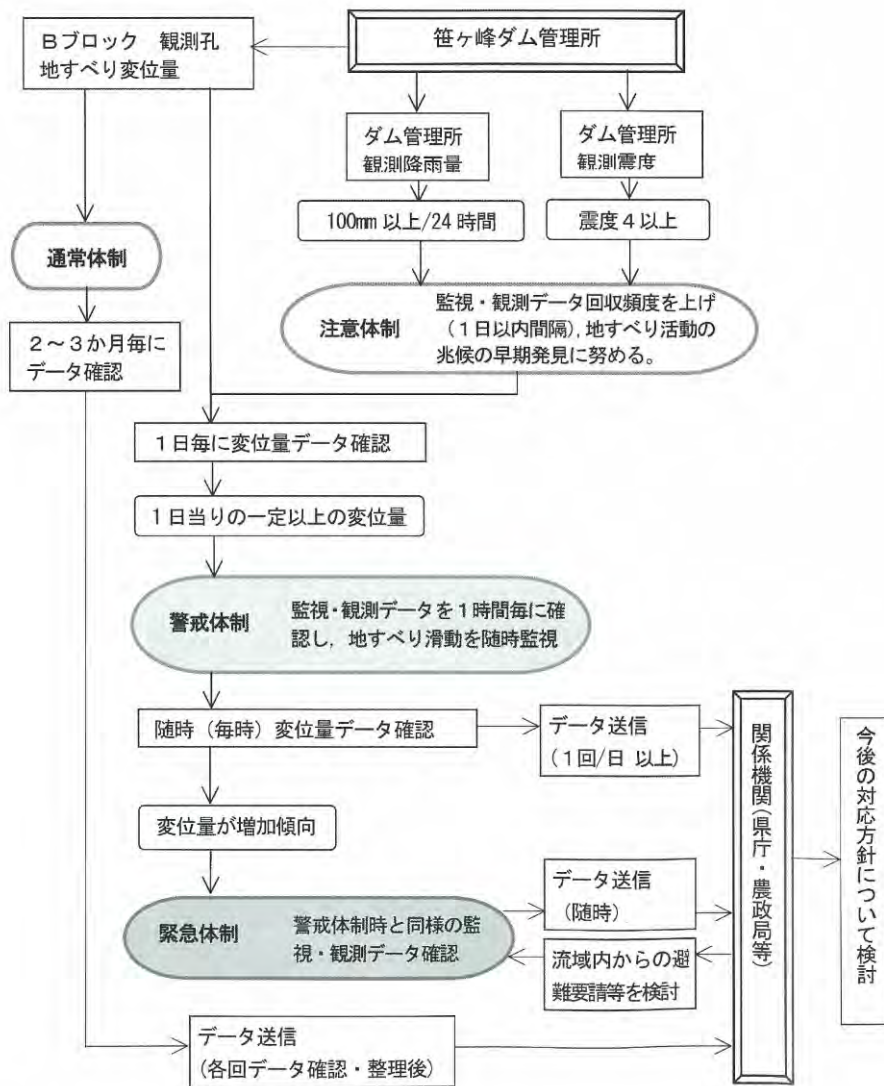 Bブロック 観測孔
地すべり変位量
笹ヶ峰ダム管理所
ダム管理所
観測降雨量
ダム管理所
観測震度
100mm 以上/24 時間
震度４以上
通常体制
注意体制
監視・観測データ回収頻度を上げ
（１日以内間隔），地すべり活動の
兆候の早期発見に努める。
２～３か月毎に
データ確認
１日毎に変位量データ確認
１日当りの一定以上の変位量
警戒体制
監視・観測データを１時間毎に確
認し，地すべり滑動を随時監視
随時（毎時）変位量データ確認
データ送信
（１回/日 以上）
変位量が増加傾向
緊急体制
警戒体制時と同様の監
視・観測データ確認
データ送信
（随時）
流域内からの避
難要請等を検討
関係機関（県庁・農政局等）
今後の対応方針について検討
データ送信
（各回データ確認・整理後）